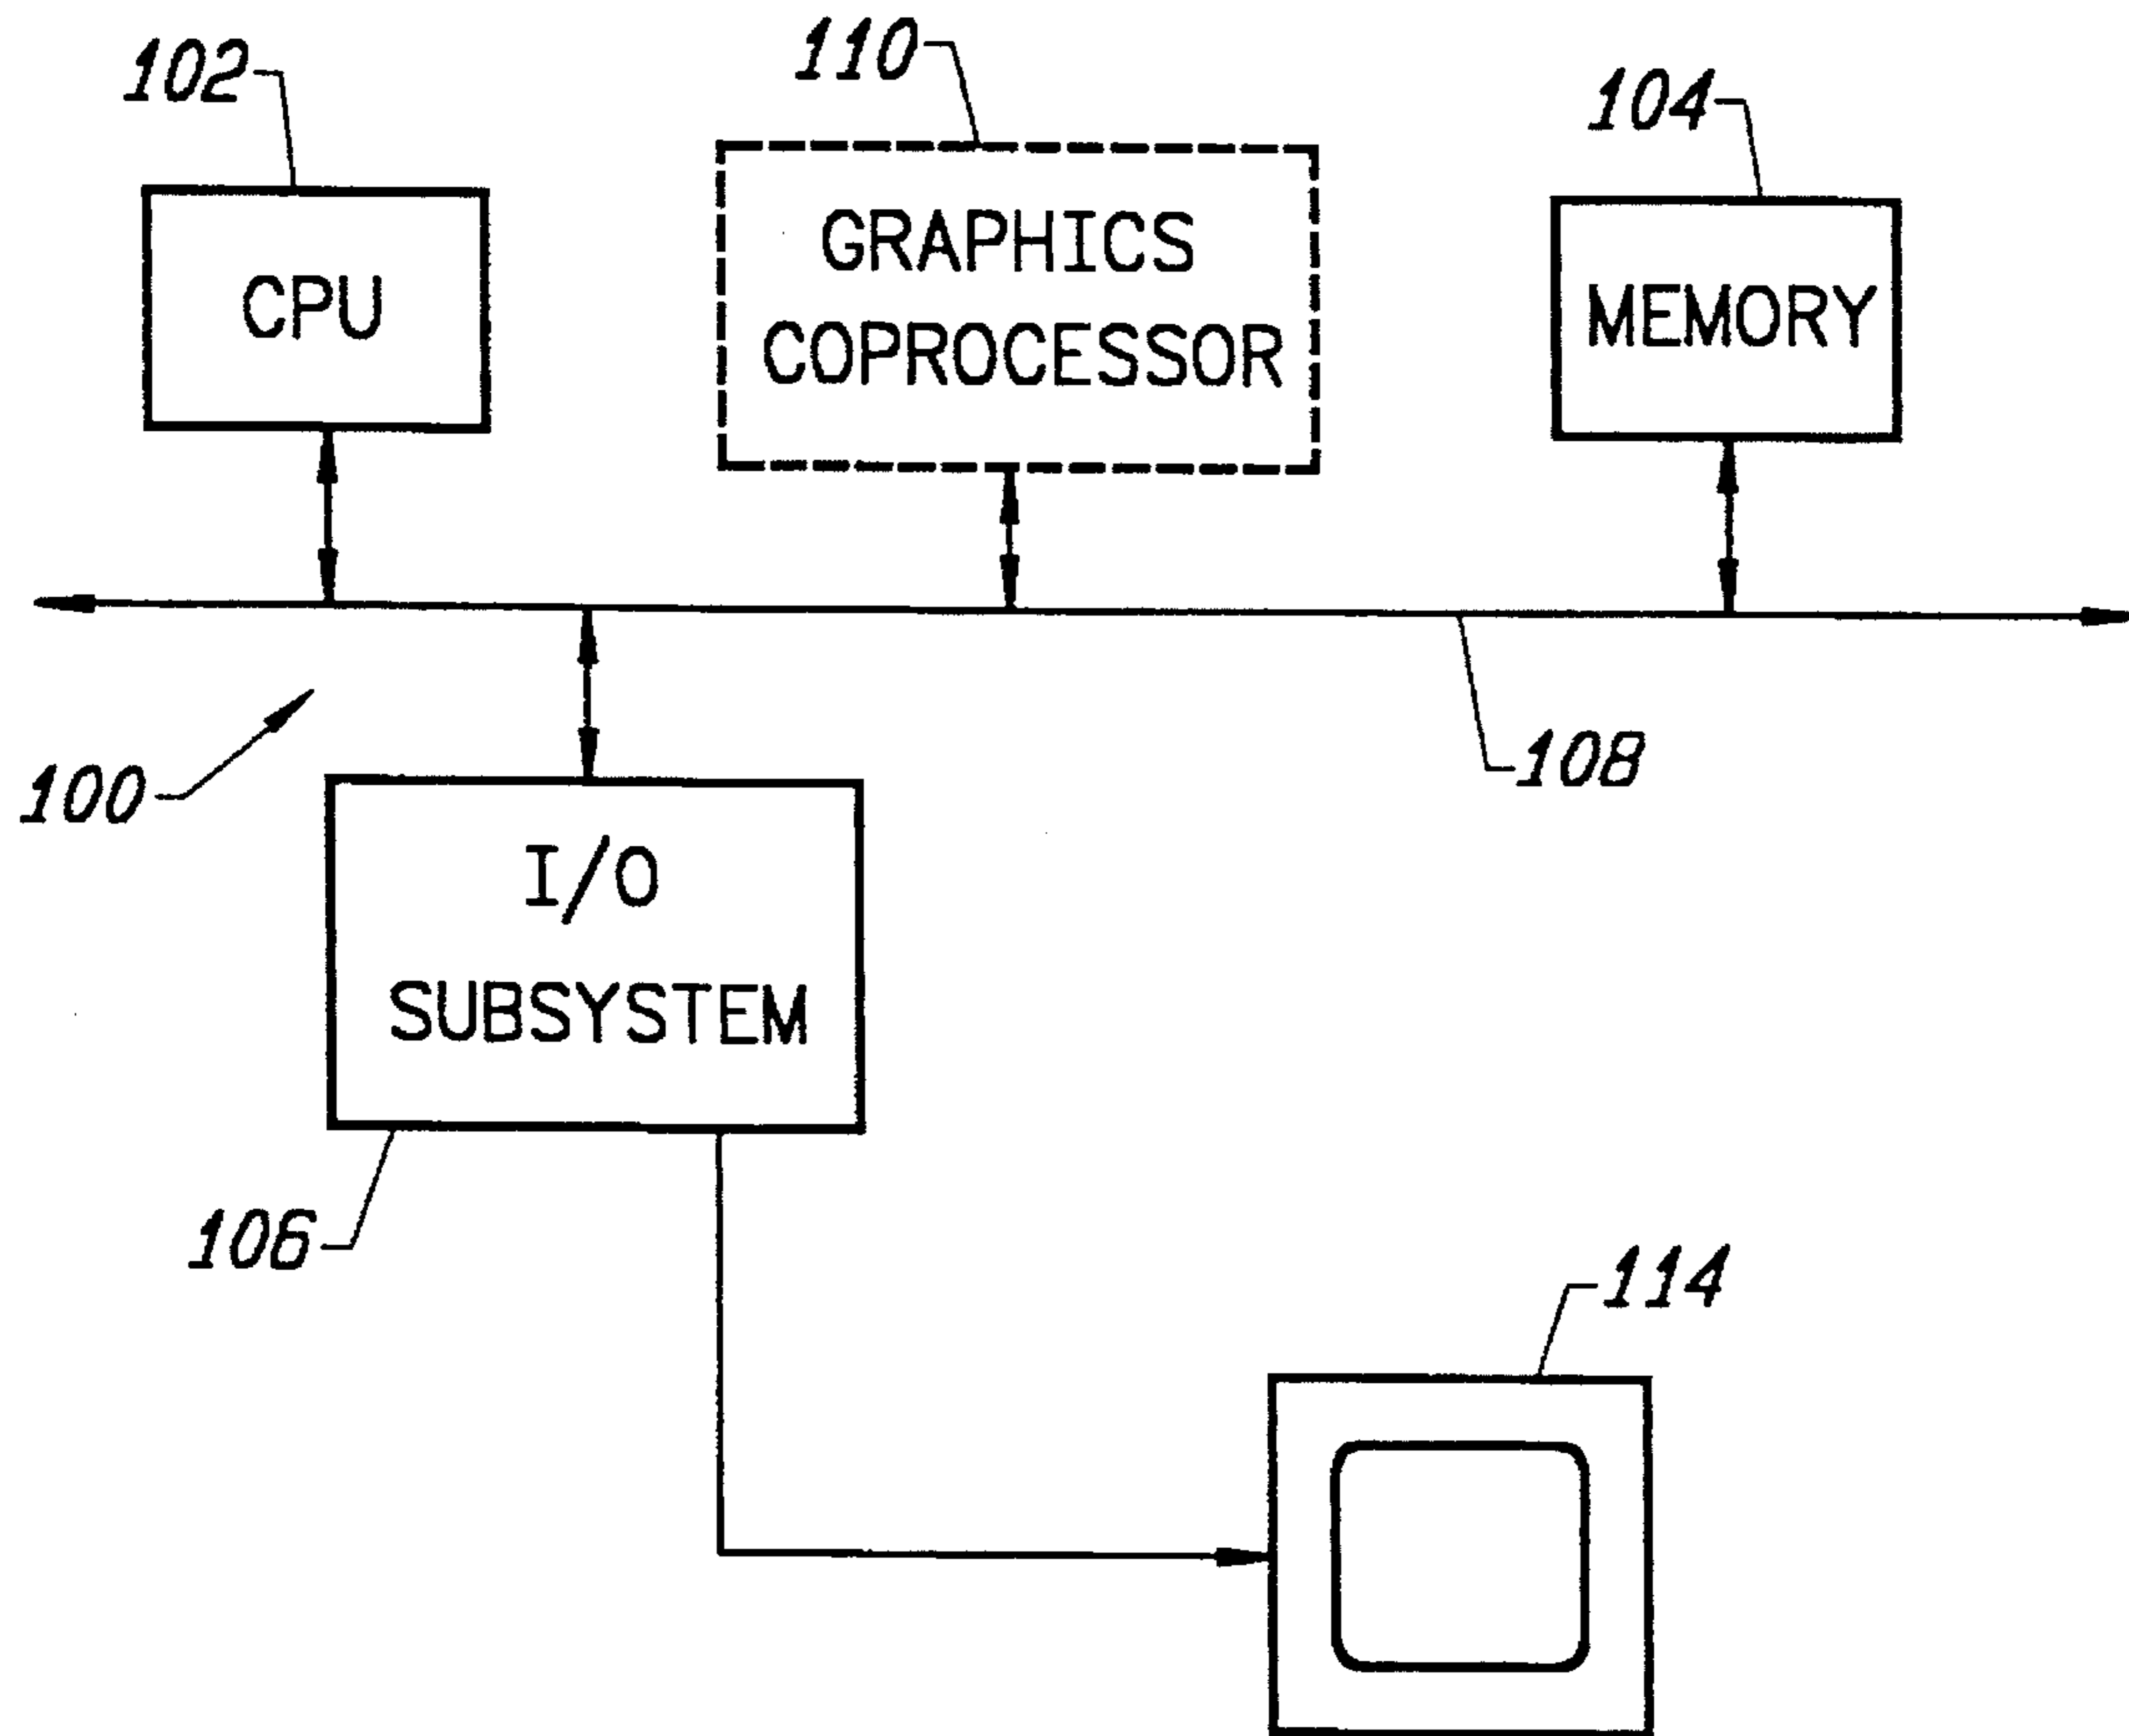 102
110
104
CPU
GRAPHICS
COPROCESSOR
MEMORY
100
108
I/O
SUBSYSTEM
106
114